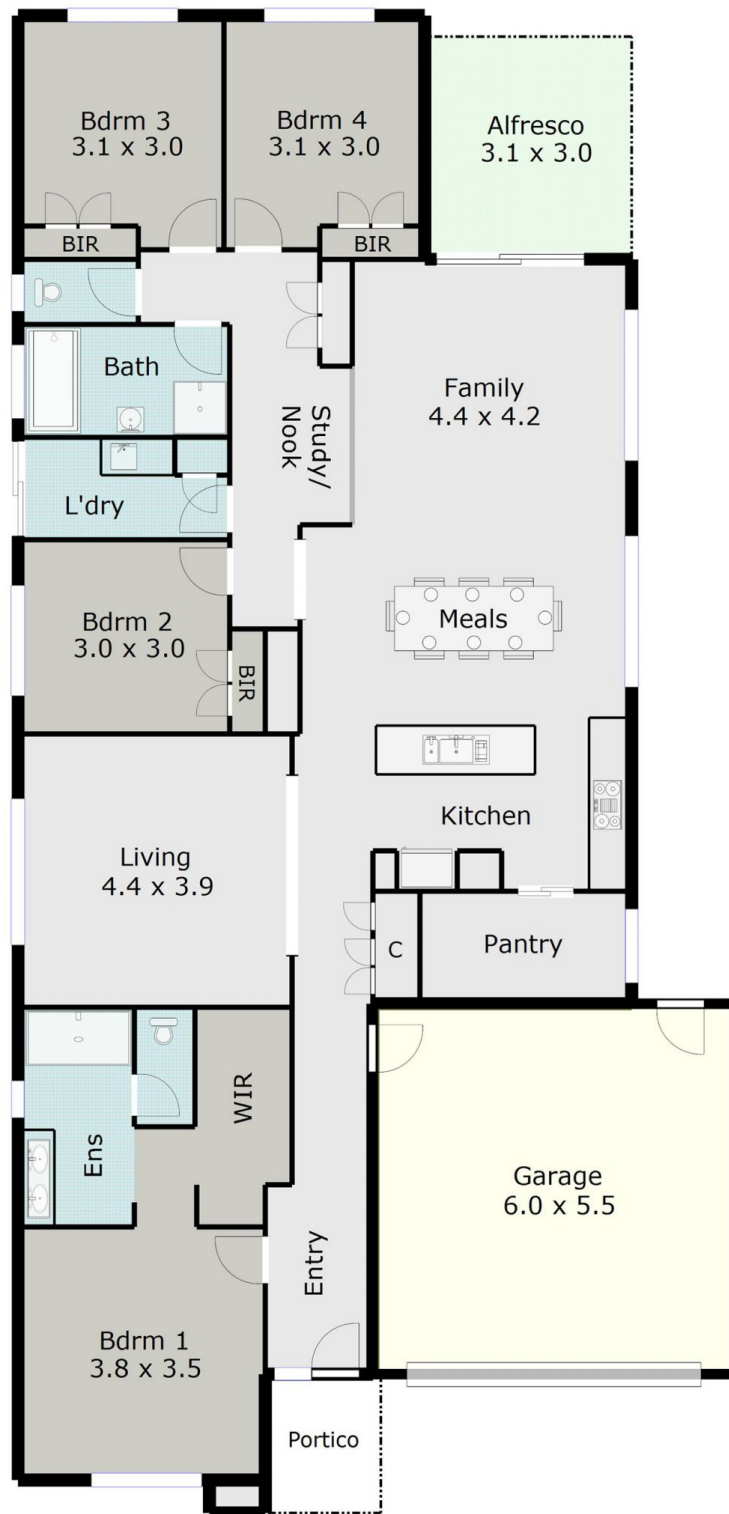 Bdrm 3
3.1 x 3.0
Bdrm 4
3.1 x 3.0
Alfresco
3.1 x 3.0
BIR
BIR
Bath
Study/
Nook
Family
4.4 x 4.2
L'dry
Bdrm 2
3.0 x 3.0
BIR
Meals
Kitchen
Living
4.4 x 3.9
C
Pantry
WIR
Ens
Garage
6.0 x 5.5
Entry
Bdrm 1
3.8 x 3.5
Portico